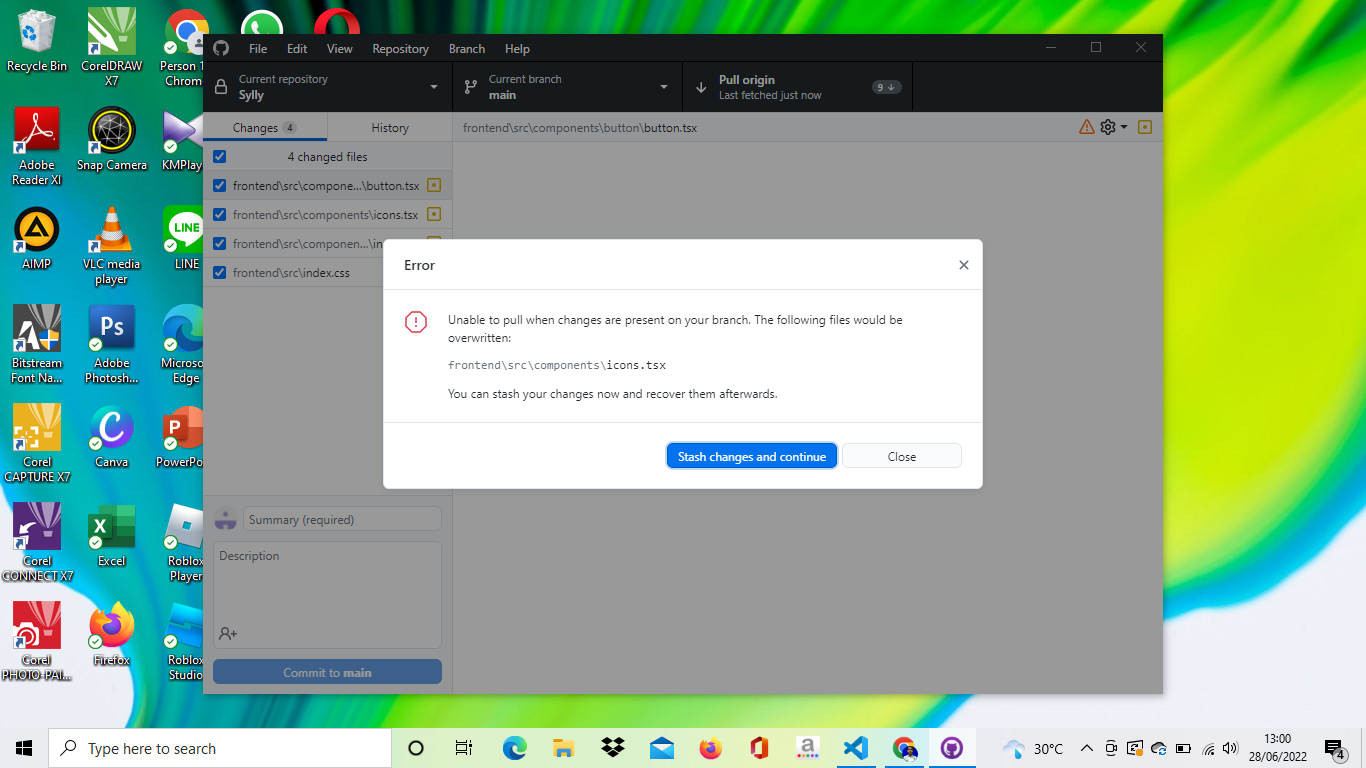 File Edit View Repository Branch Help
Current repository
Sylly
Current branch
main
Pull origin
Last fetched just now
9
Changes 4
History
frontend\src\components\button\button.tsx
4 changed files
frontend\src\compone...\button.tsx
frontend\src\components\icons.tsx
frontend\src\componen...\in
frontend\src\index.css
Error
Unable to pull when changes are present on your branch. The following files would be
overwritten:
frontend\src\components\icons.tsx
You can stash your changes now and recover them afterwards.
Stash changes and continue
Close
Summary (required)
Description
Commit to main
Recycle Bin
CorelDRAW
X7
Person 1
Chrom
Adobe
Reader XI
Snap Camera
KMPlay
AIMP
VLC media
player
LINE
LINE
Bitstream
Font Na...
Ps
Adobe
Photosh...
Micros
Edge
Corel
CAPTURE X7
C
Canva
P
PowerPo
Corel
CONNECT X7
X
Excel
Roblox
Player
Corel
PHOTO-PAI...
Firefox
Roblox
Studio
Type here to search
a
30°C
13:00
28/06/2022
4